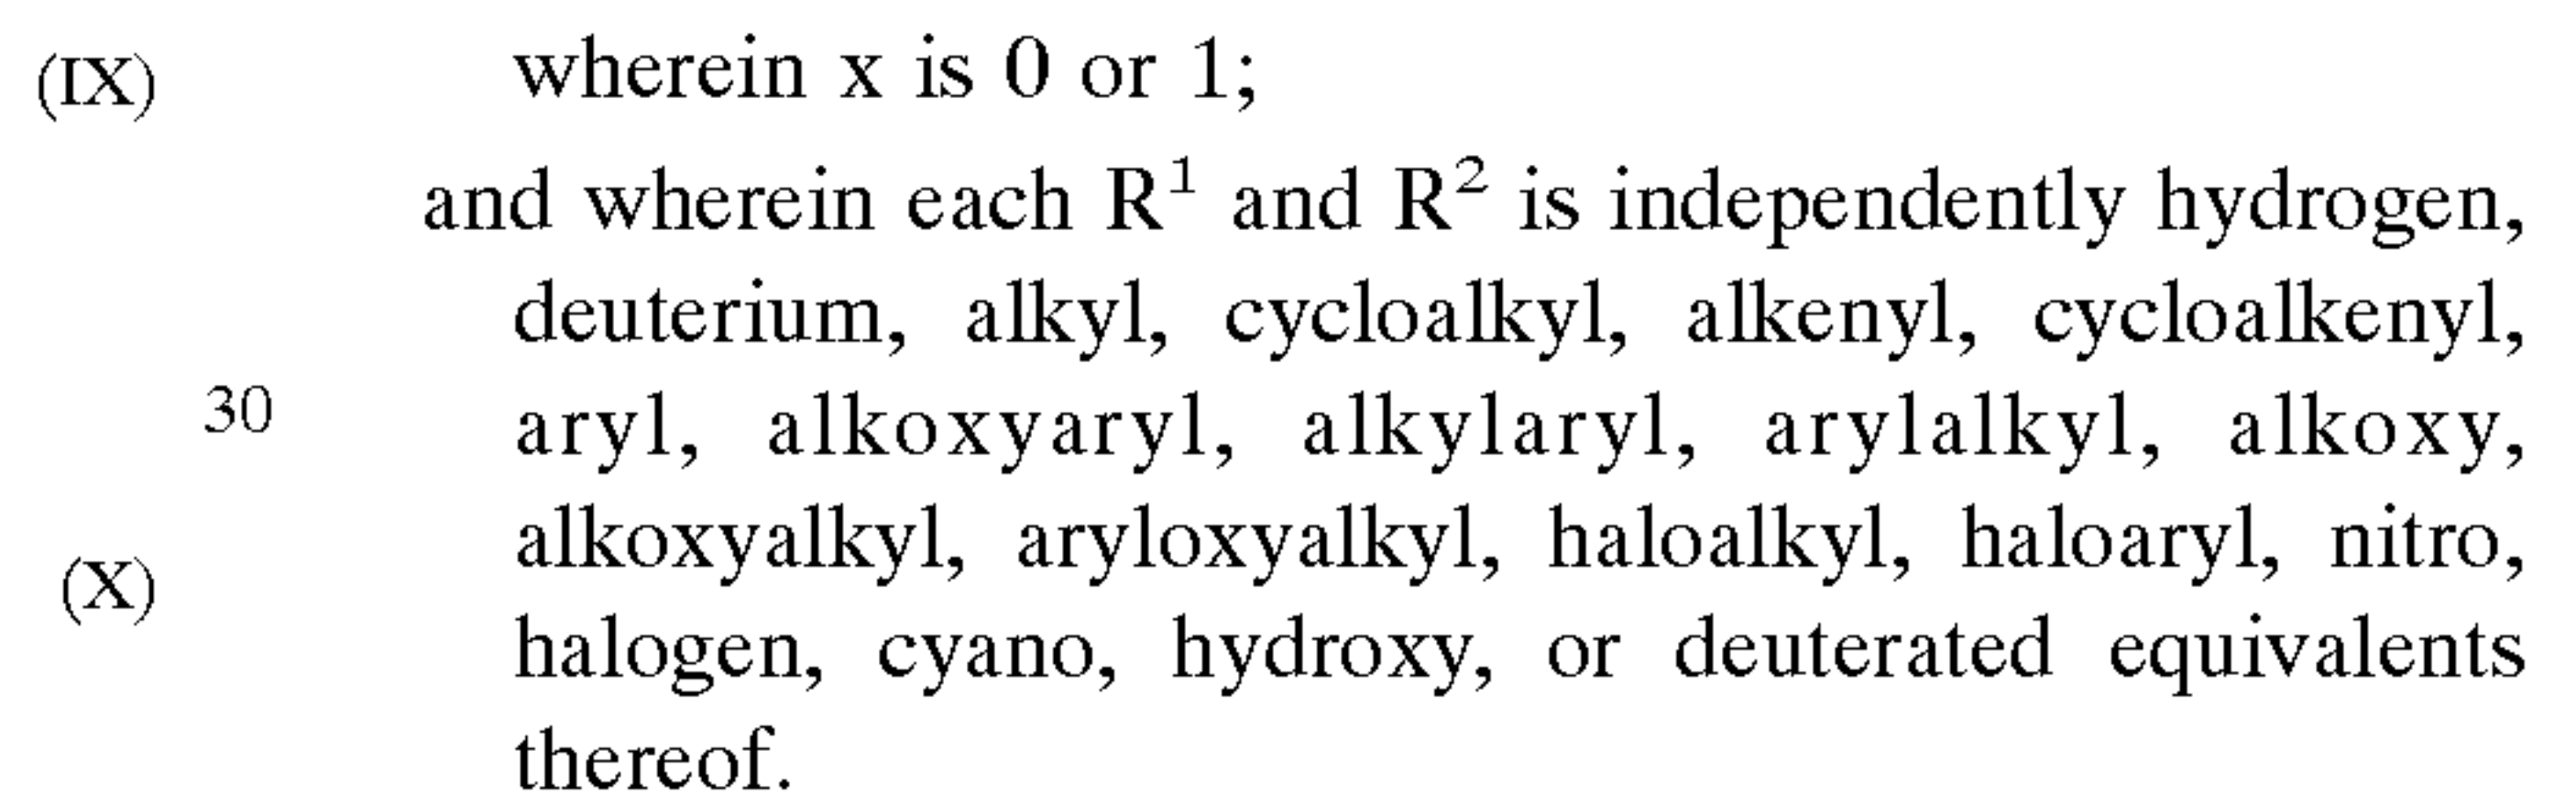 (IX) wherein x is 0 or 1;
and wherein each R¹ and R² is independently hydrogen,
deuterium, alkyl, cycloalkyl, alkenyl, cycloalkenyl,
30 aryl, alkoxyaryl, alkylaryl, arylalkyl, alkoxy,
(X) alkoxyalkyl, aryloxyalkyl, haloalkyl, haloaryl, nitro,
halogen, cyano, hydroxy, or deuterated equivalents
thereof.